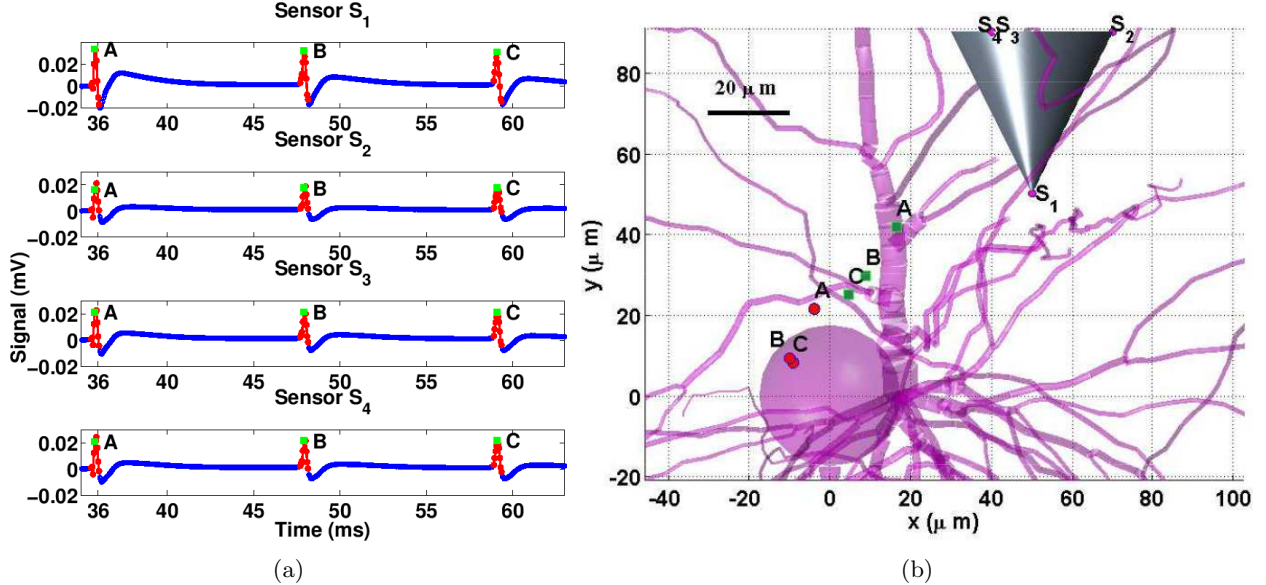 Sensor S1
A B C
0.02
0
−0.02
36 40 45 50 55 60
Sensor S2
A B C
0.02
0
−0.02
36 40 45 50 55 60
Sensor S3
A B C
0.02
0
−0.02
36 40 45 50 55 60
Sensor S4
A B C
0.02
0
−0.02
36 40 45 50 55 60
Signal (mV)
Time (ms)
(a)
S4 S3 S2
80
20 μ m
60
S1
A
40
B
C
A
20
B C
0
-20
-40 -20 0 20 40 60 80 100
y (μ m)
x (μ m)
(b)